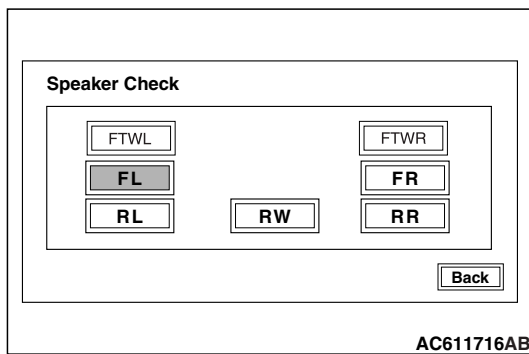 Speaker Check
FTWL FTWR
FL FR
RL RW RR
Back
AC611716AB